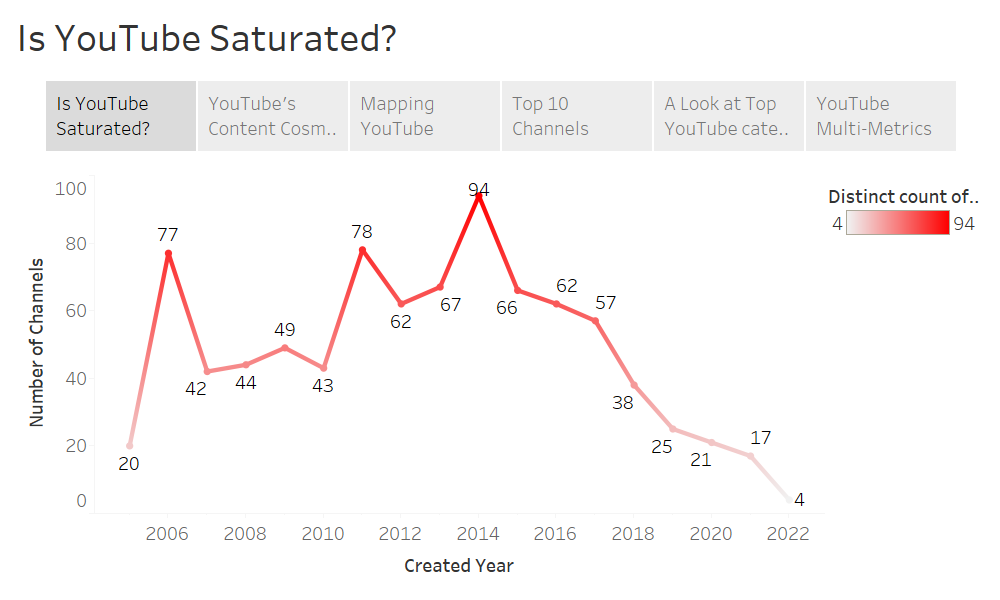 Is YouTube Saturated?
Is YouTube
Saturated?
YouTube's
Content Cosm..
Mapping
YouTube
Top 10
Channels
A Look at Top
YouTube cate..
YouTube
Multi-Metrics
Distinct count of..
4
94
Number of Channels
100
80
60
40
20
0
20
77
42
44
49
43
78
62
67
94
66
62
57
38
25
21
17
4
2006
2008
2010
2012
2014
2016
2018
2020
2022
Created Year